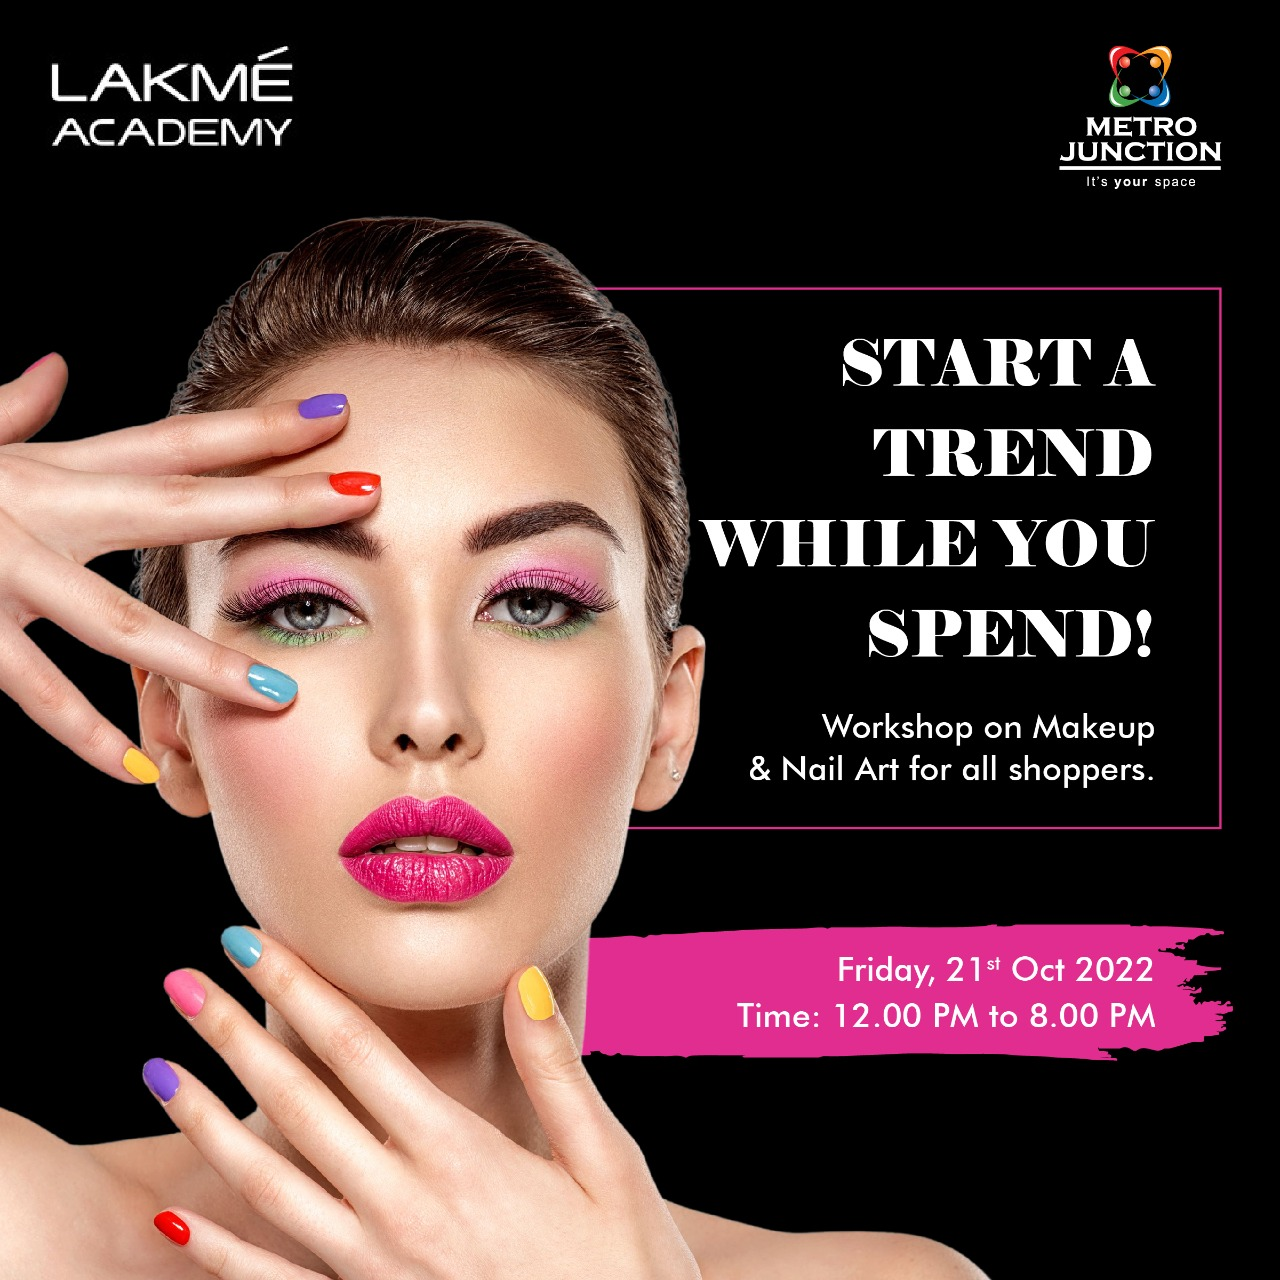 LAKMÉ
ACADEMY
METRO
JUNCTION
It's your space
START A
TREND
WHILE YOU
SPEND!
Workshop on Makeup
& Nail Art for all shoppers.
Friday, 21st Oct 2022
Time: 12.00 PM to 8.00 PM